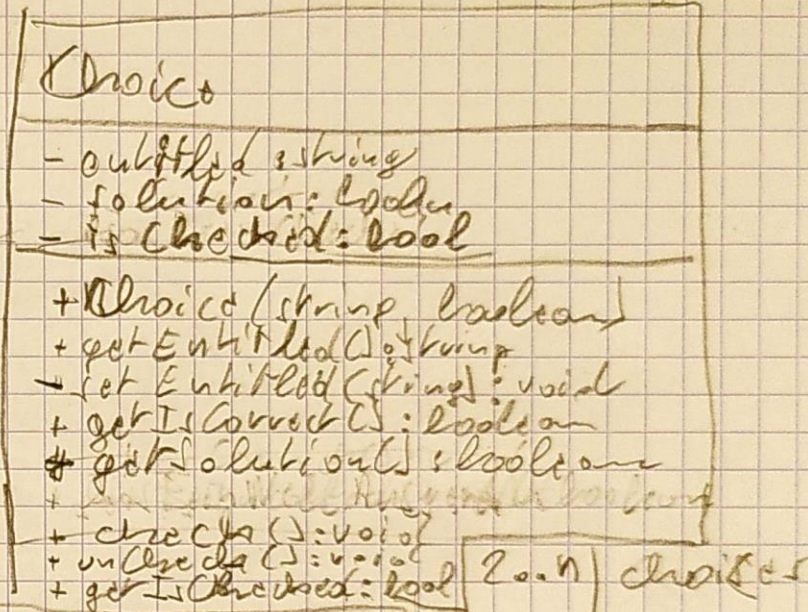 Choice
- entitled : string
- solution : boolean
- isChecked : bool
+ Choice (string, boolean)
+ getEntitled() : string
- setEntitled(string) : void
+ getIsCorrect() : boolean
# getSolution() : boolean
+
+ check() : void
+ unCheck() : void
+ getIsChecked : bool
2..n choices